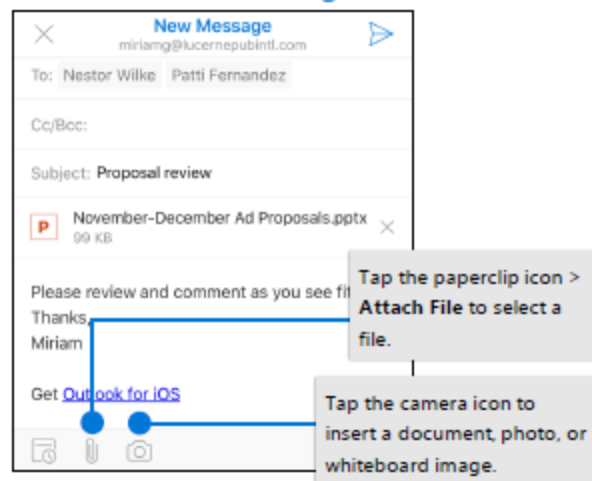 New Message
miriamg@lucernepubintl.com
To: Nestor Wilke Patti Fernandez
Cc/Bcc:
Subject: Proposal review
P
November-December Ad Proposals.pptx
99 KB
Please review and comment as you see fit
Thanks,
Miriam
Get Outlook for iOS
Tap the paperclip icon >
Attach File to select a
file.
Tap the camera icon to
insert a document, photo, or
whiteboard image.